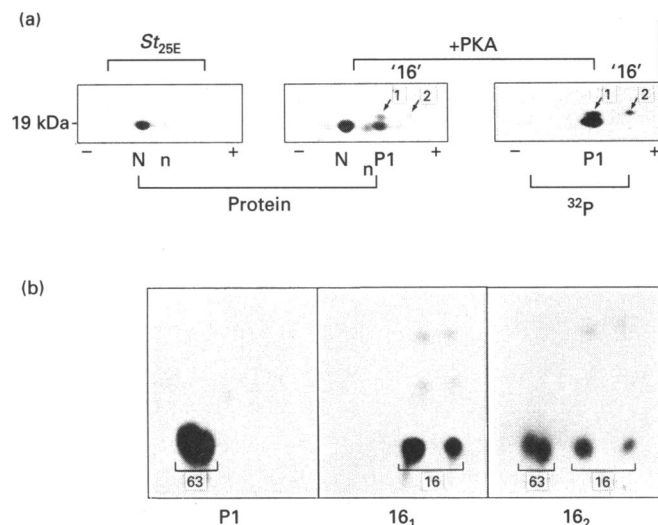 (a)
St25E
+PKA
'16'
'16'
1
2
1
2
19 kDa
− N n +
− N n P1 +
− P1 +
Protein
32P
(b)
63
16
63
16
P1
161
162